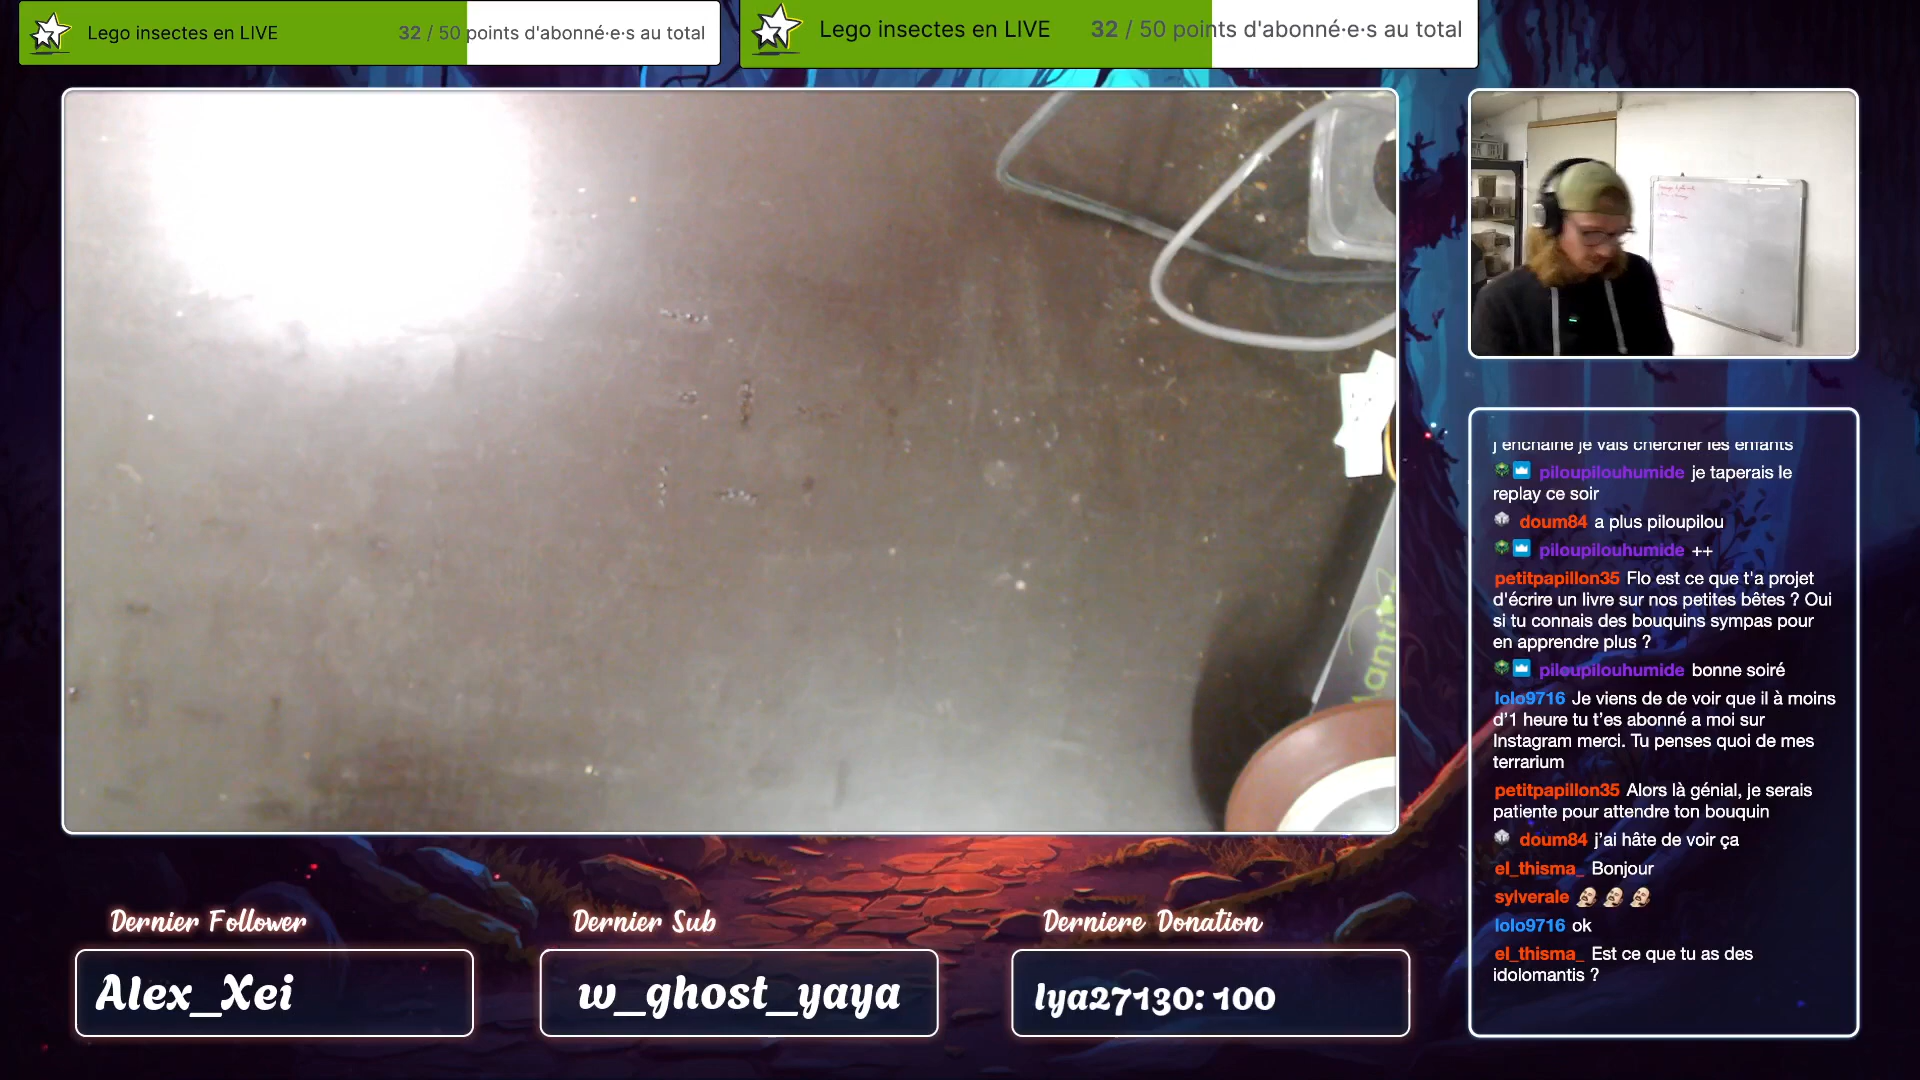 Lego insectes en LIVE 32 / 50 points d'abonné·e·s au total
Lego insectes en LIVE 32 / 50 points d'abonné·e·s au total
j'enchaine je vais chercher les enfants
piloupilouhumide je taperais le
replay ce soir
doum84 a plus piloupilou
piloupilouhumide ++
petitpapillon35 Flo est ce que t'a projet
d'écrire un livre sur nos petites bêtes ? Oui
si tu connais des bouquins sympas pour
en apprendre plus ?
piloupilouhumide bonne soiré
lolo9716 Je viens de de voir que il à moins
d'1 heure tu t'es abonné a moi sur
Instagram merci. Tu penses quoi de mes
terrarium
petitpapillon35 Alors là génial, je serais
patiente pour attendre ton bouquin
doum84 j'ai hâte de voir ça
el_thisma_ Bonjour
sylverale
lolo9716 ok
el_thisma_ Est ce que tu as des
idolomantis ?
Dernier Follower
Alex_Xei
Dernier Sub
w_ghost_yaya
Derniere Donation
lya27130: 100